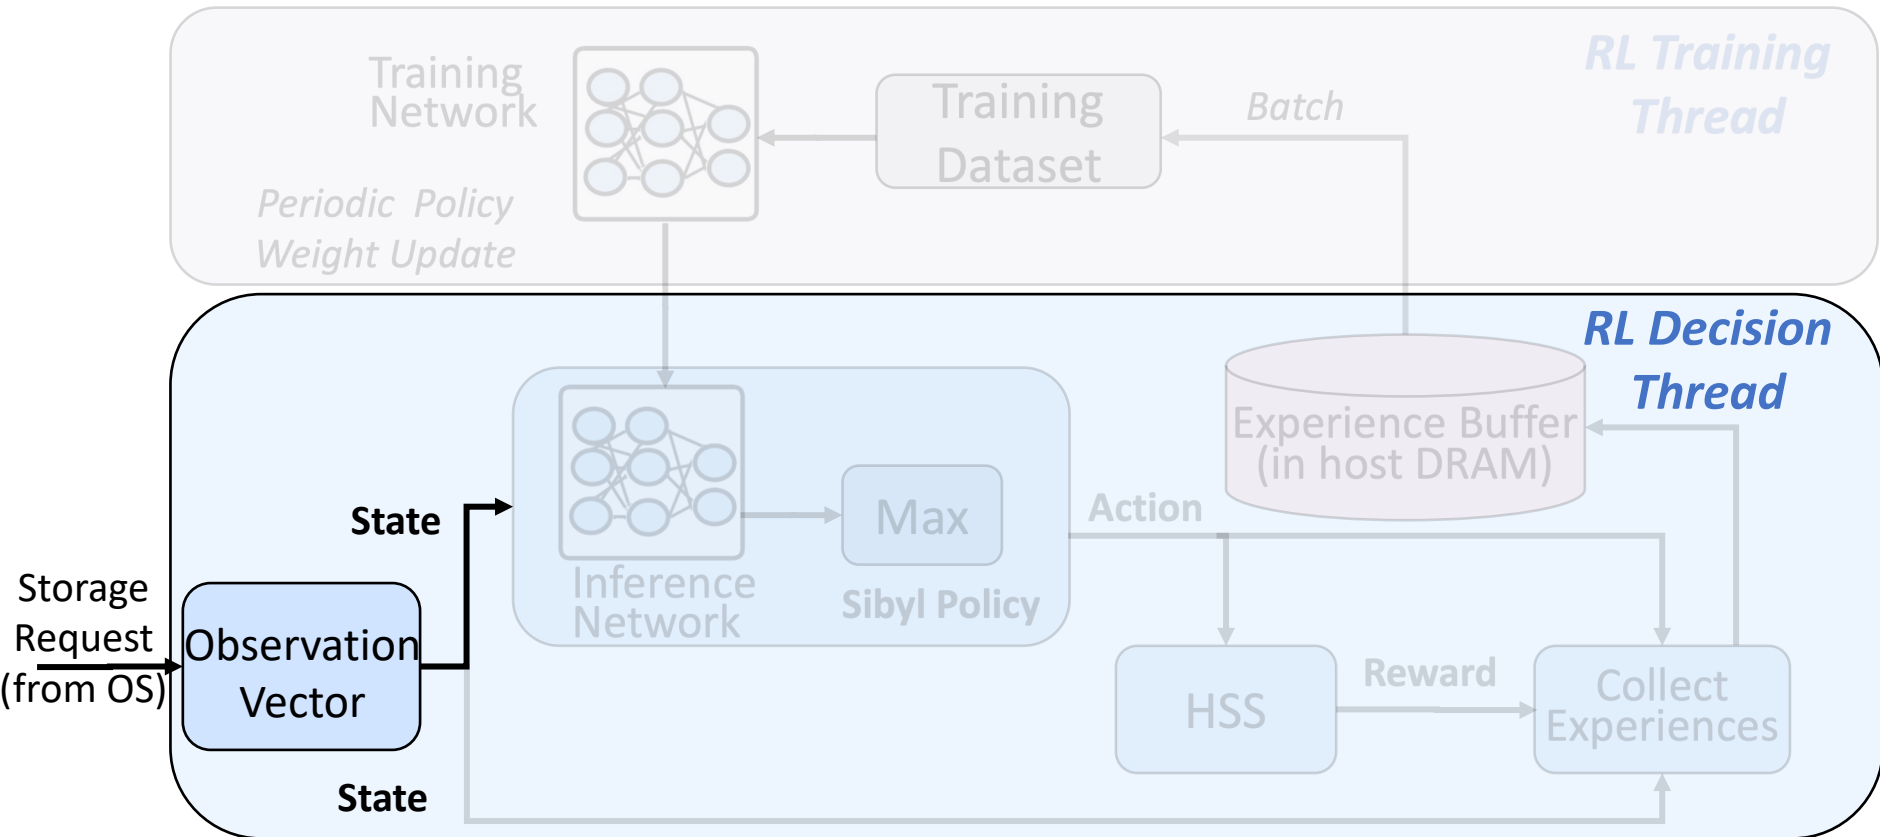 RL Training
Thread
Training
Network
Training
Dataset
Batch
Periodic Policy
Weight Update
RL Decision
Thread
Experience Buffer
(in host DRAM)
State
Max
Action
Inference
Network
Sibyl Policy
Storage
Request
(from OS)
Observation
Vector
HSS
Reward
Collect
Experiences
State